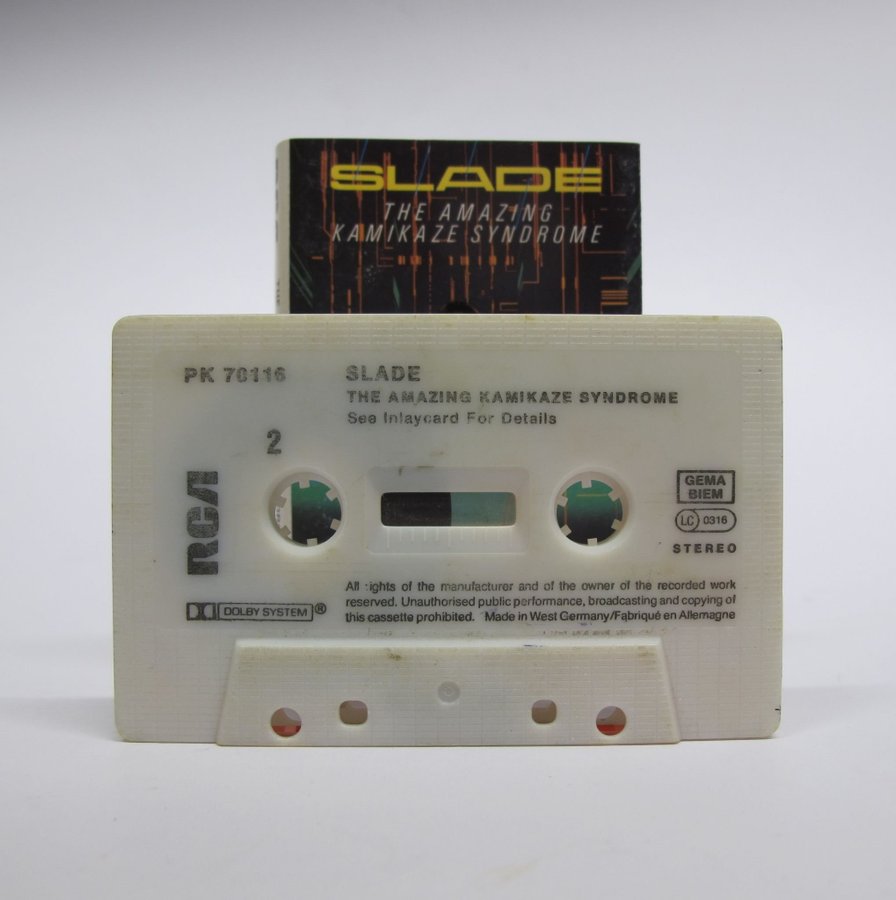 SLADE
THE AMAZING
KAMIKAZE SYNDROME
PK 70116
SLADE
THE AMAZING KAMIKAZE SYNDROME
See Inlaycard For Details
2
RCA
GEMA
BIEM
LC 0316
STEREO
DOLBY SYSTEM ®
All rights of the manufacturer and of the owner of the recorded work
reserved. Unauthorised public performance, broadcasting and copying of
this cassette prohibited. Made in West Germany/Fabriqué en Allemagne